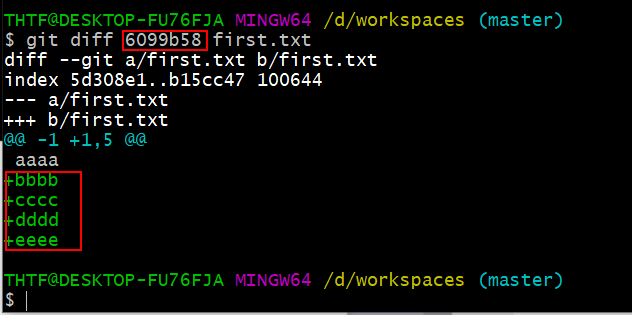 THTF@DESKTOP-FU76FJA MINGW64 /d/workspaces (master)
$ git diff 6099b58 first.txt
diff --git a/first.txt b/first.txt
index 5d308e1..b15cc47 100644
--- a/first.txt
+++ b/first.txt
@@ -1 +1,5 @@
 aaaa
+bbbb
+cccc
+dddd
+eeee
THTF@DESKTOP-FU76FJA MINGW64 /d/workspaces (master)
$